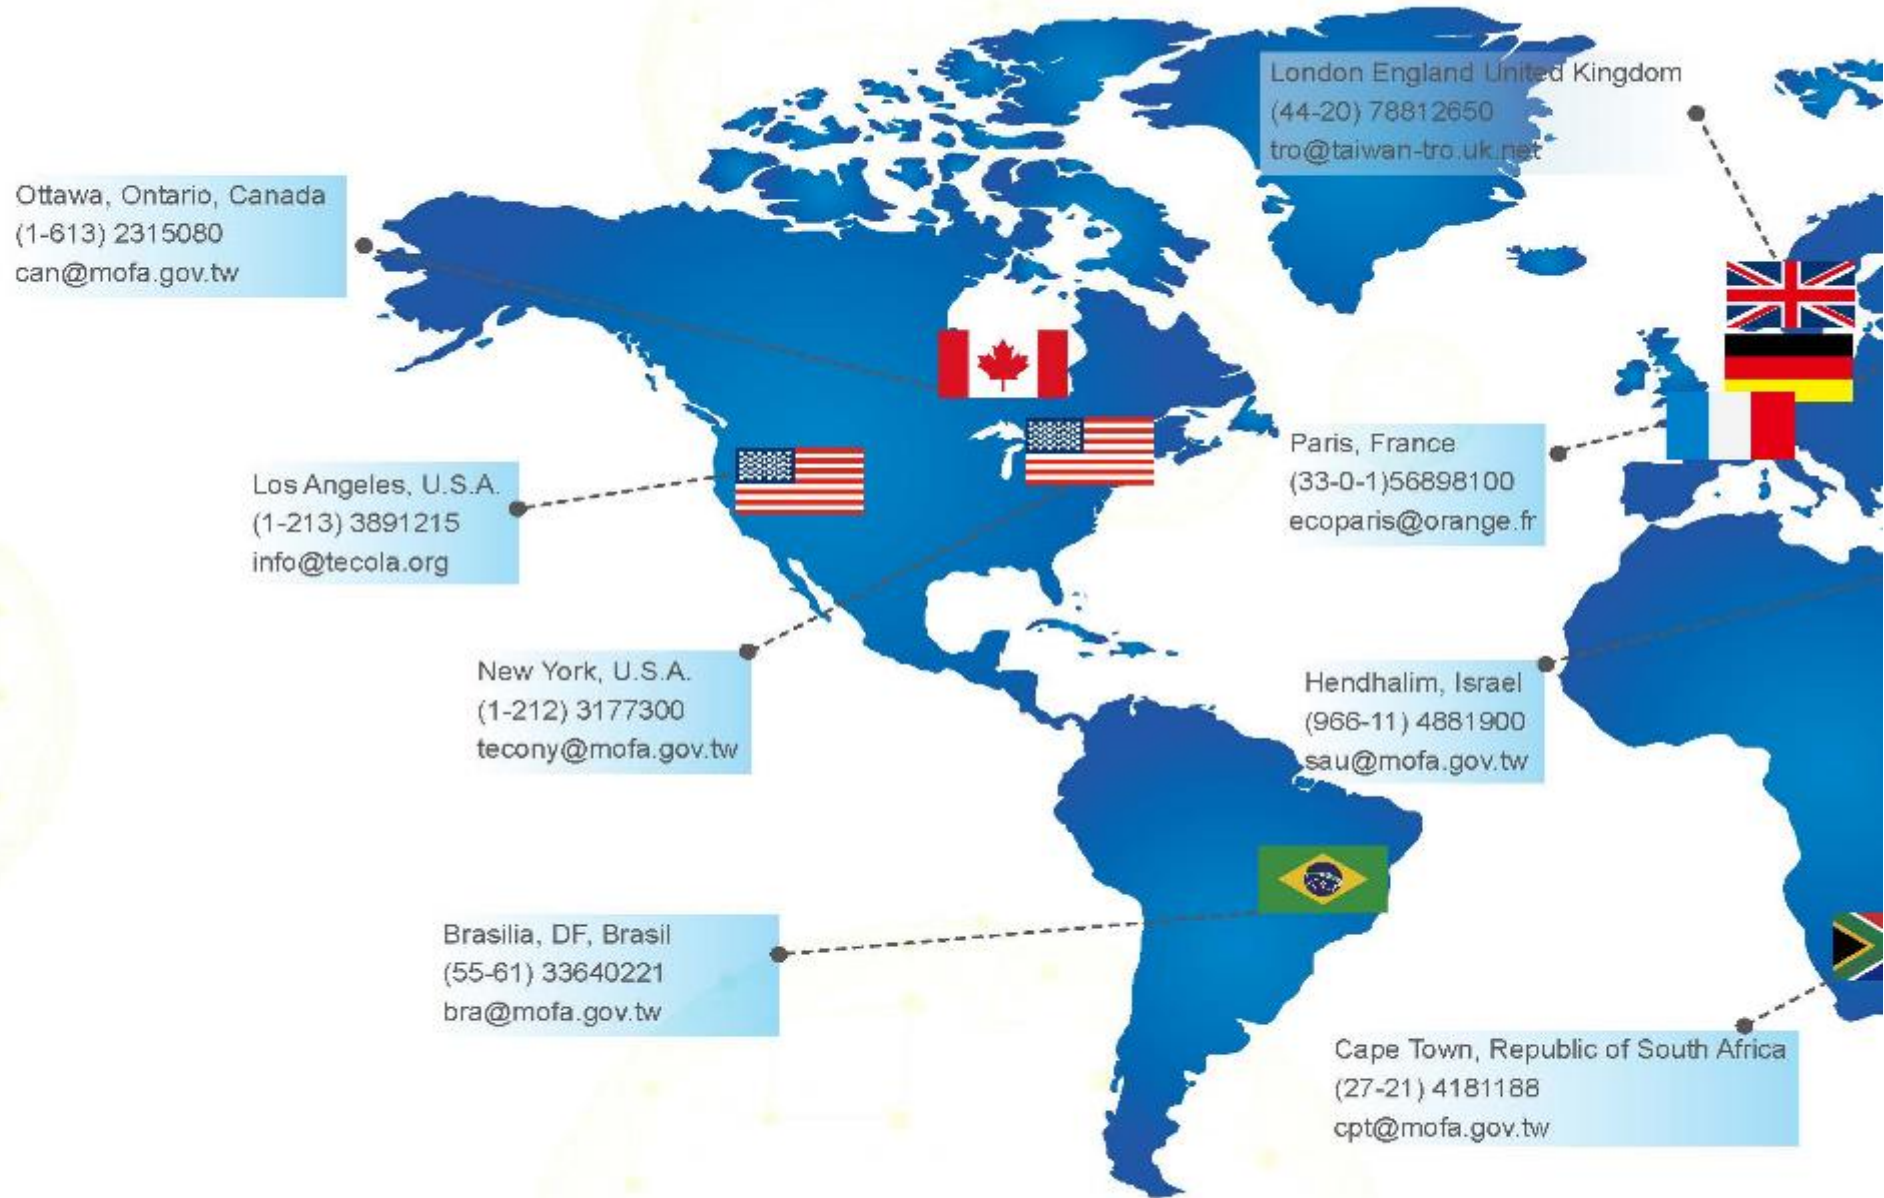 London England United Kingdom
(44-20) 78812650
tro@taiwan-tro.uk.net
Ottawa, Ontario, Canada
(1-613) 2315080
can@mofa.gov.tw
Paris, France
(33-0-1)56898100
ecoparis@orange.fr
Los Angeles, U.S.A.
(1-213) 3891215
info@tecola.org
New York, U.S.A.
(1-212) 3177300
tecony@mofa.gov.tw
Hendhalim, Israel
(966-11) 4881900
sau@mofa.gov.tw
Brasilia, DF, Brasil
(55-61) 33640221
bra@mofa.gov.tw
Cape Town, Republic of South Africa
(27-21) 4181188
cpt@mofa.gov.tw